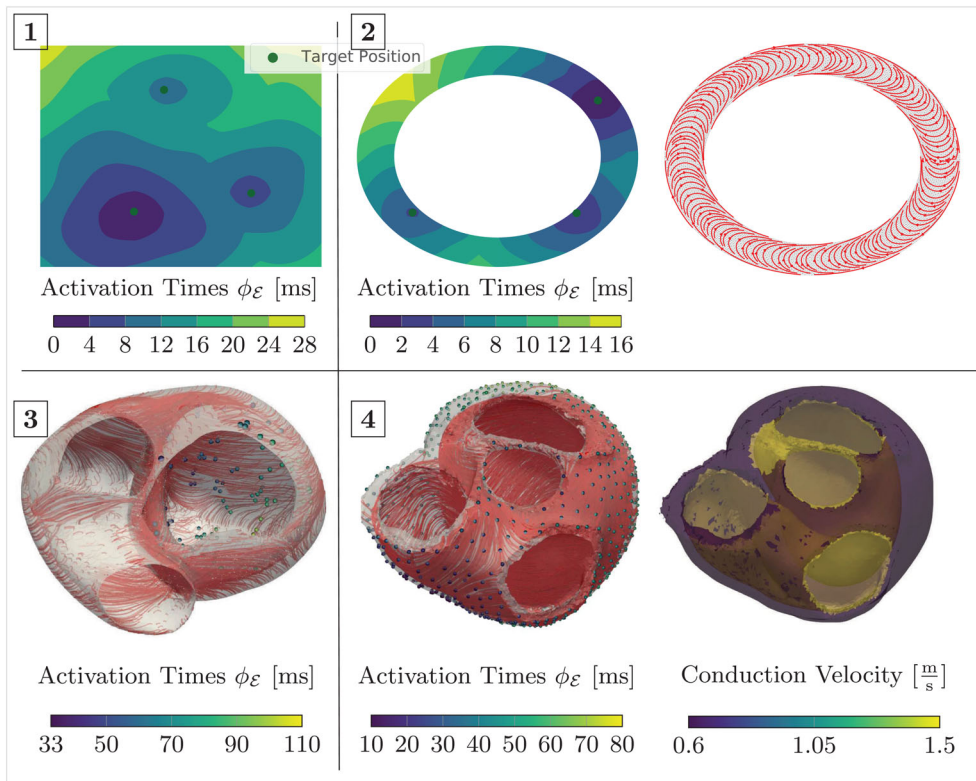 1
2
Target Position
Activation Times ϕ_ℰ [ms]
0 4 8 12 16 20 24 28
Activation Times ϕ_ℰ [ms]
0 2 4 6 8 10 12 14 16
3
4
Activation Times ϕ_ℰ [ms]
33 50 70 90 110
Activation Times ϕ_ℰ [ms]
10 20 30 40 50 60 70 80
Conduction Velocity [m/s]
0.6 1.05 1.5